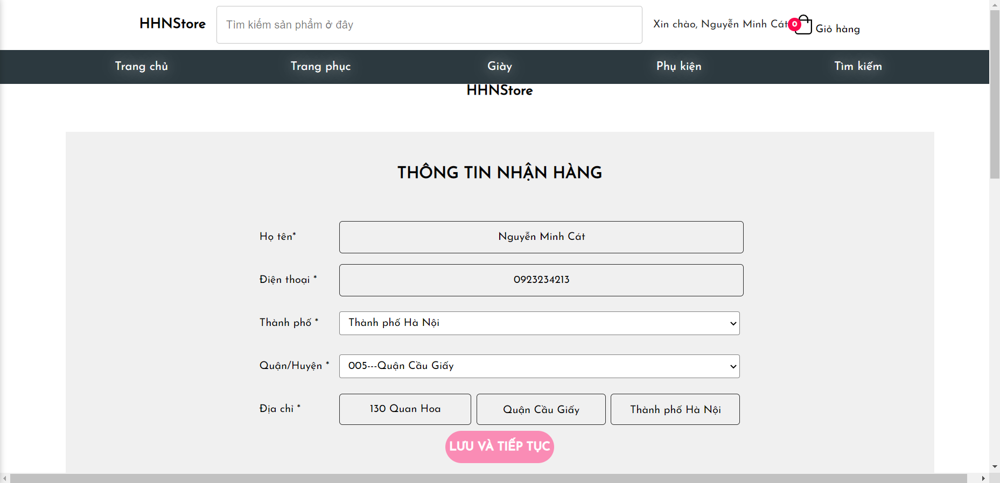 HHNStore
Tìm kiếm sản phẩm ở đây
Xin chào, Nguyễn Minh Cát
0
Giỏ hàng
Trang chủ
Trang phục
Giày
Phụ kiện
Tìm kiếm
HHNStore
THÔNG TIN NHẬN HÀNG
Họ tên*
Nguyễn Minh Cát
Điện thoại *
0923234213
Thành phố *
Thành phố Hà Nội
Quận/Huyện *
005---Quận Cầu Giấy
Địa chỉ *
130 Quan Hoa
Quận Cầu Giấy
Thành phố Hà Nội
LƯU VÀ TIẾP TỤC